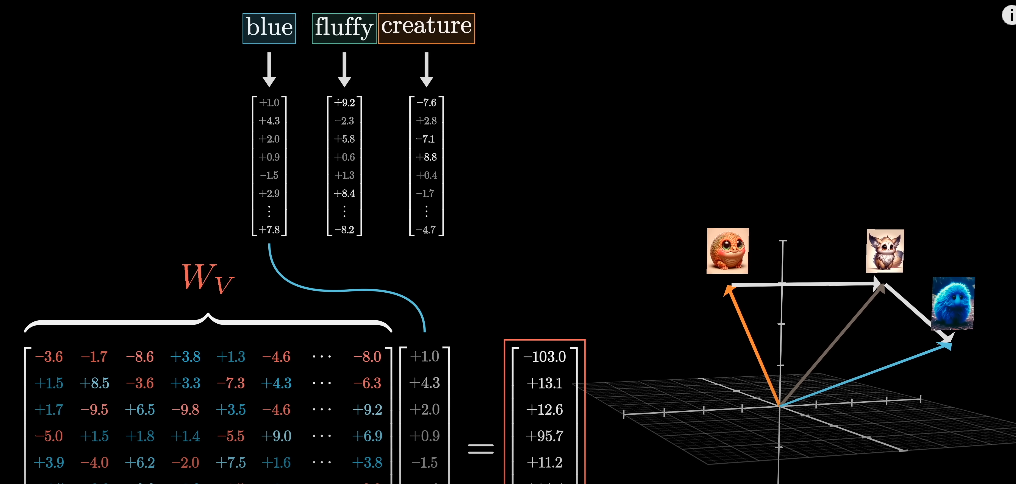 blue fluffy creature
+1.0 +9.2 −7.6
+4.3 −2.3 +2.8
+2.0 +5.8 −7.1
+0.9 +0.6 +8.8
−1.5 +1.3 +0.4
+2.9 +8.4 −1.7
⋮ ⋮ ⋮
+7.8 −8.2 −4.7
W_V
−3.6 −1.7 −8.6 +3.8 +1.3 −4.6 ⋯ −8.0 +1.0 −103.0
+1.5 +8.5 −3.6 +3.3 −7.3 +4.3 ⋯ −6.3 +4.3 +13.1
+1.7 −9.5 +6.5 −9.8 +3.5 −4.6 ⋯ +9.2 +2.0 +12.6
−5.0 +1.5 +1.8 +1.4 −5.5 +9.0 ⋯ +6.9 +0.9 = +95.7
+3.9 −4.0 +6.2 −2.0 +7.5 +1.6 ⋯ +3.8 −1.5 +11.2